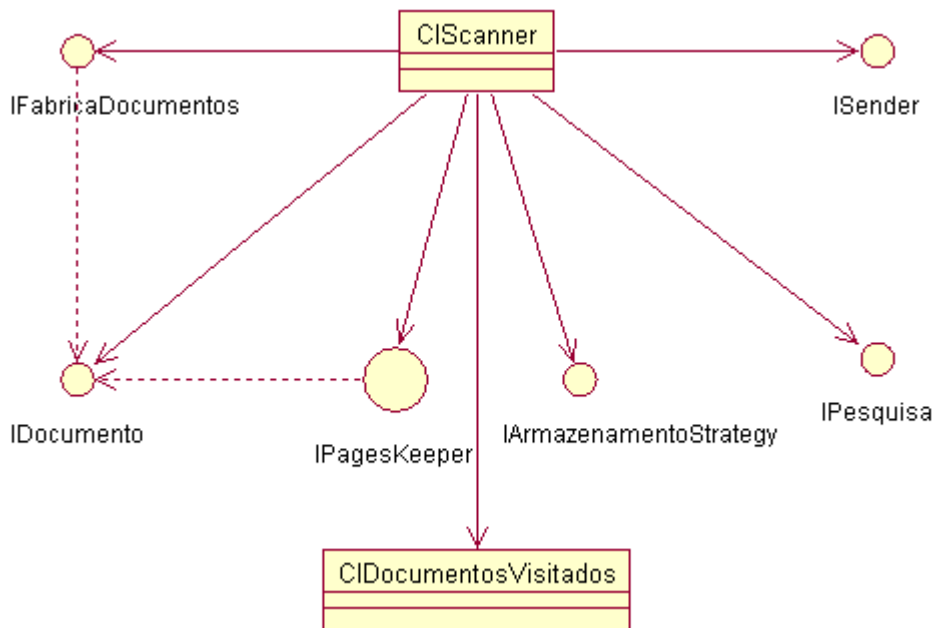 ClScanner
IFabricaDocumentos
ISender
IDocumento
IPagesKeeper
IArmazenamentoStrategy
IPesquisa
ClDocumentosVisitados